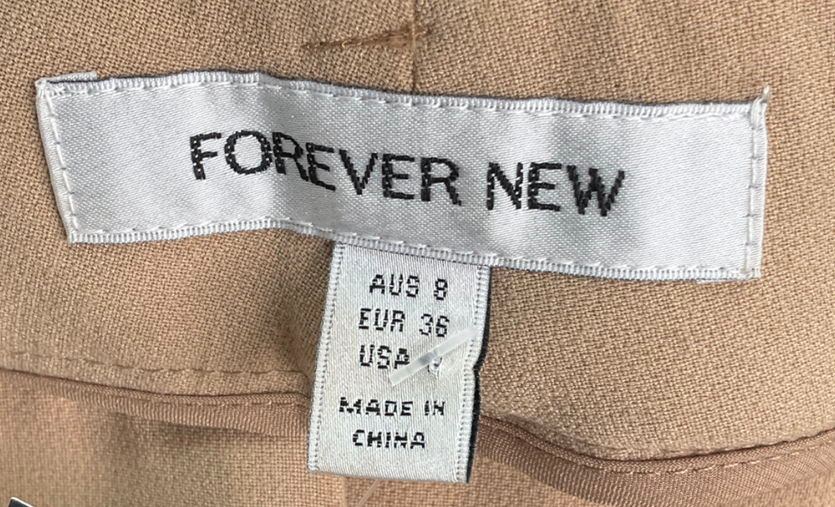 FOREVER NEW
AUS 8
EUR 36
USA
MADE IN
CHINA